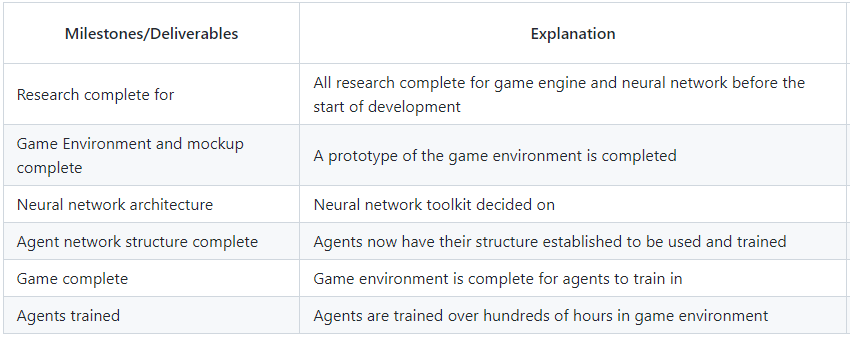 Milestones/Deliverables Explanation
Research complete for
All research complete for game engine and neural network before the
start of development
Game Environment and mockup
complete
A prototype of the game environment is completed
Neural network architecture
Neural network toolkit decided on
Agent network structure complete
Agents now have their structure established to be used and trained
Game complete
Game environment is complete for agents to train in
Agents trained
Agents are trained over hundreds of hours in game environment